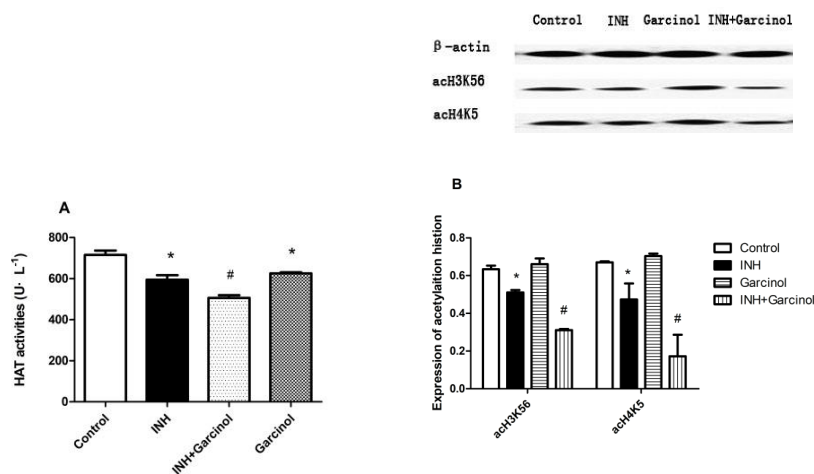 Control INH Garcinol INH+Garcinol
β-actin
acH3K56
acH4K5
A
HAT activities (U· L⁻¹)
800
600
400
200
0
*
#
*
Control
INH
INH+Garcinol
Garcinol
B
Expression of acetylaition histion
0.8
0.6
0.4
0.2
0.0
*
#
*
#
acH3K56
acH4K5
Control
INH
Garcinol
INH+Garcinol